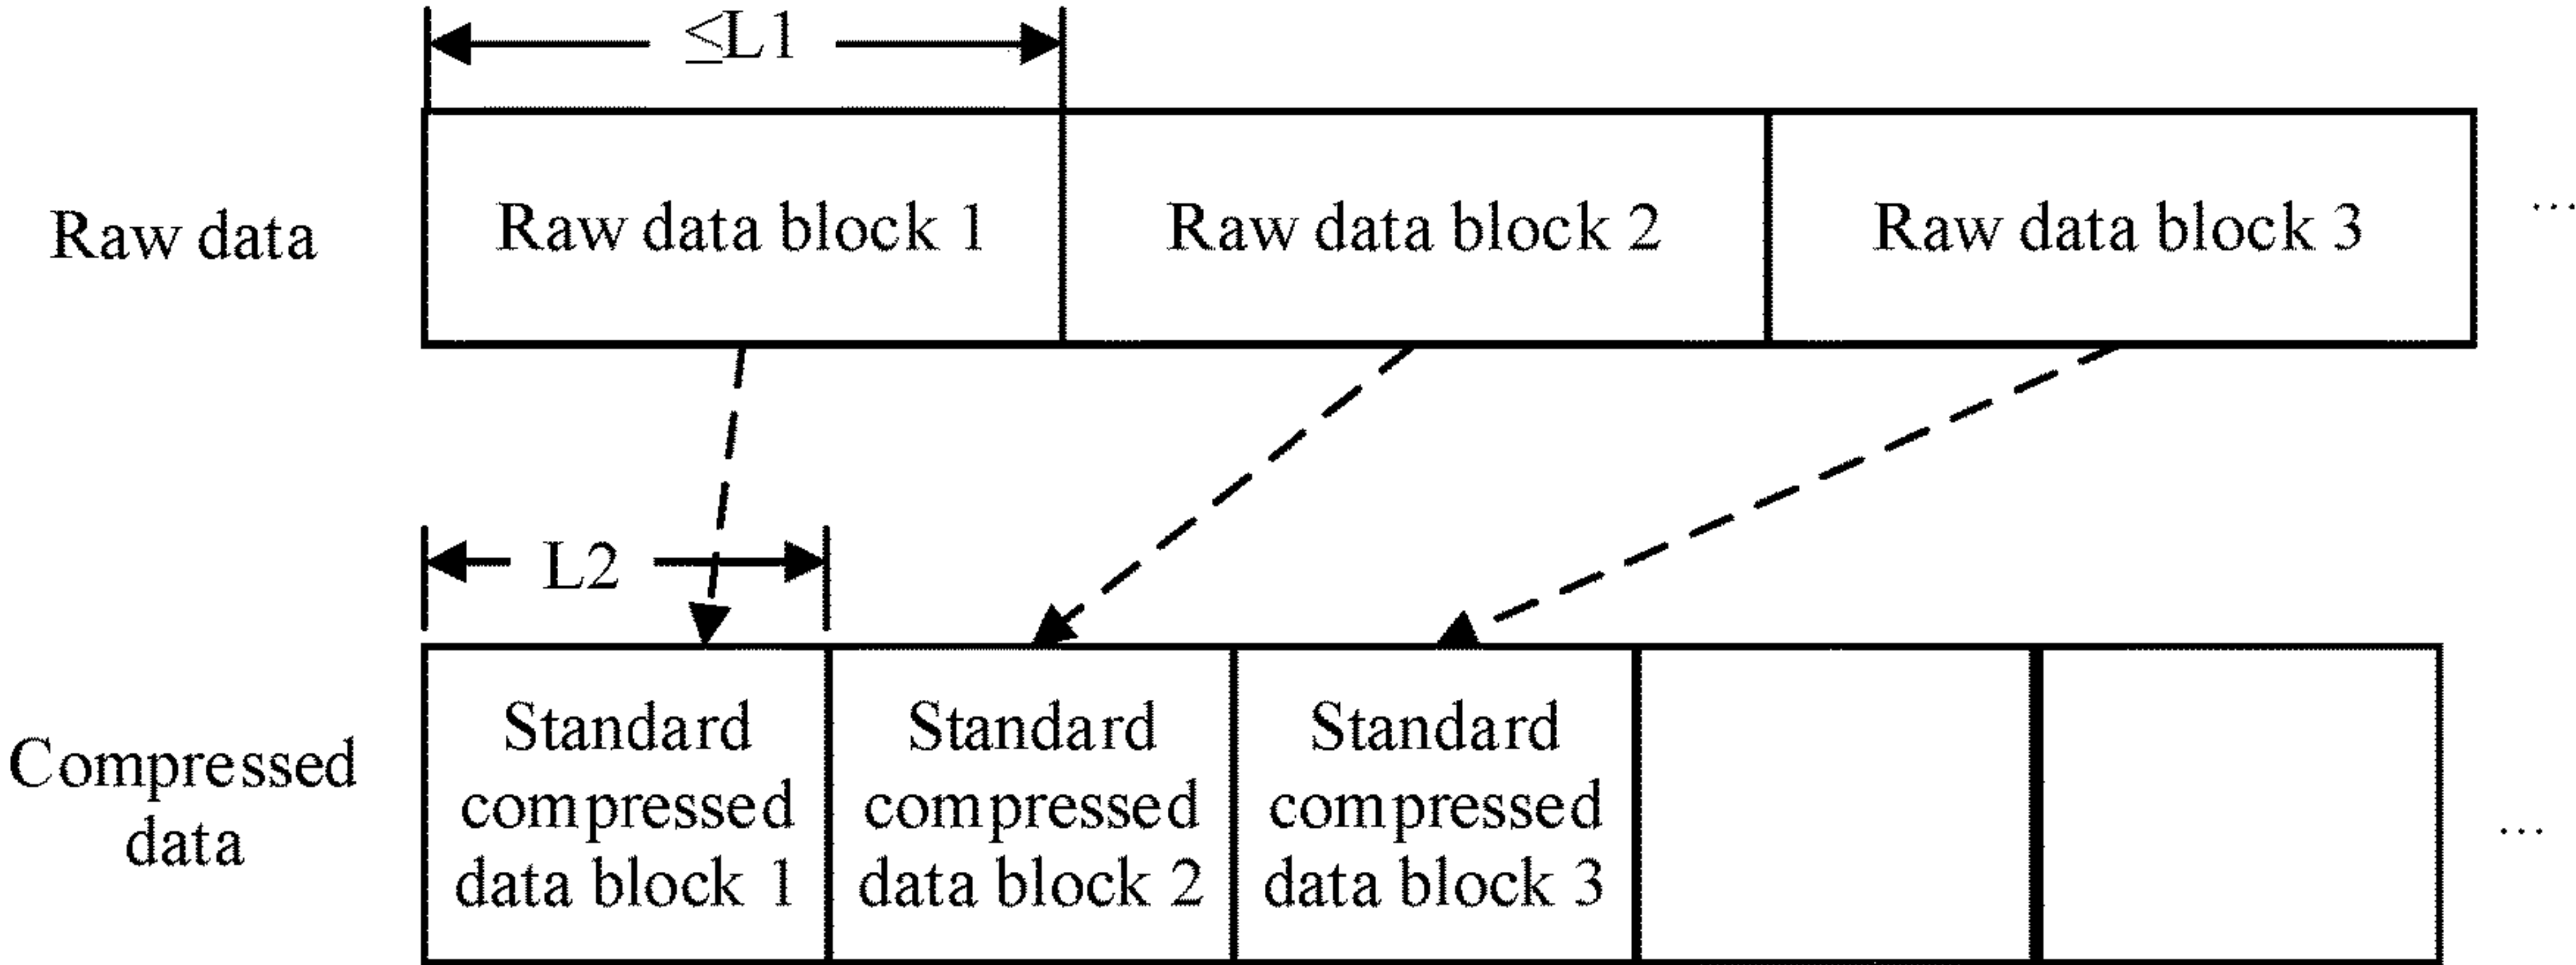 ≤L1
Raw data
Raw data block 1
Raw data block 2
Raw data block 3
...
L2
Compressed
data
Standard
compressed
data block 1
Standard
compressed
data block 2
Standard
compressed
data block 3
...